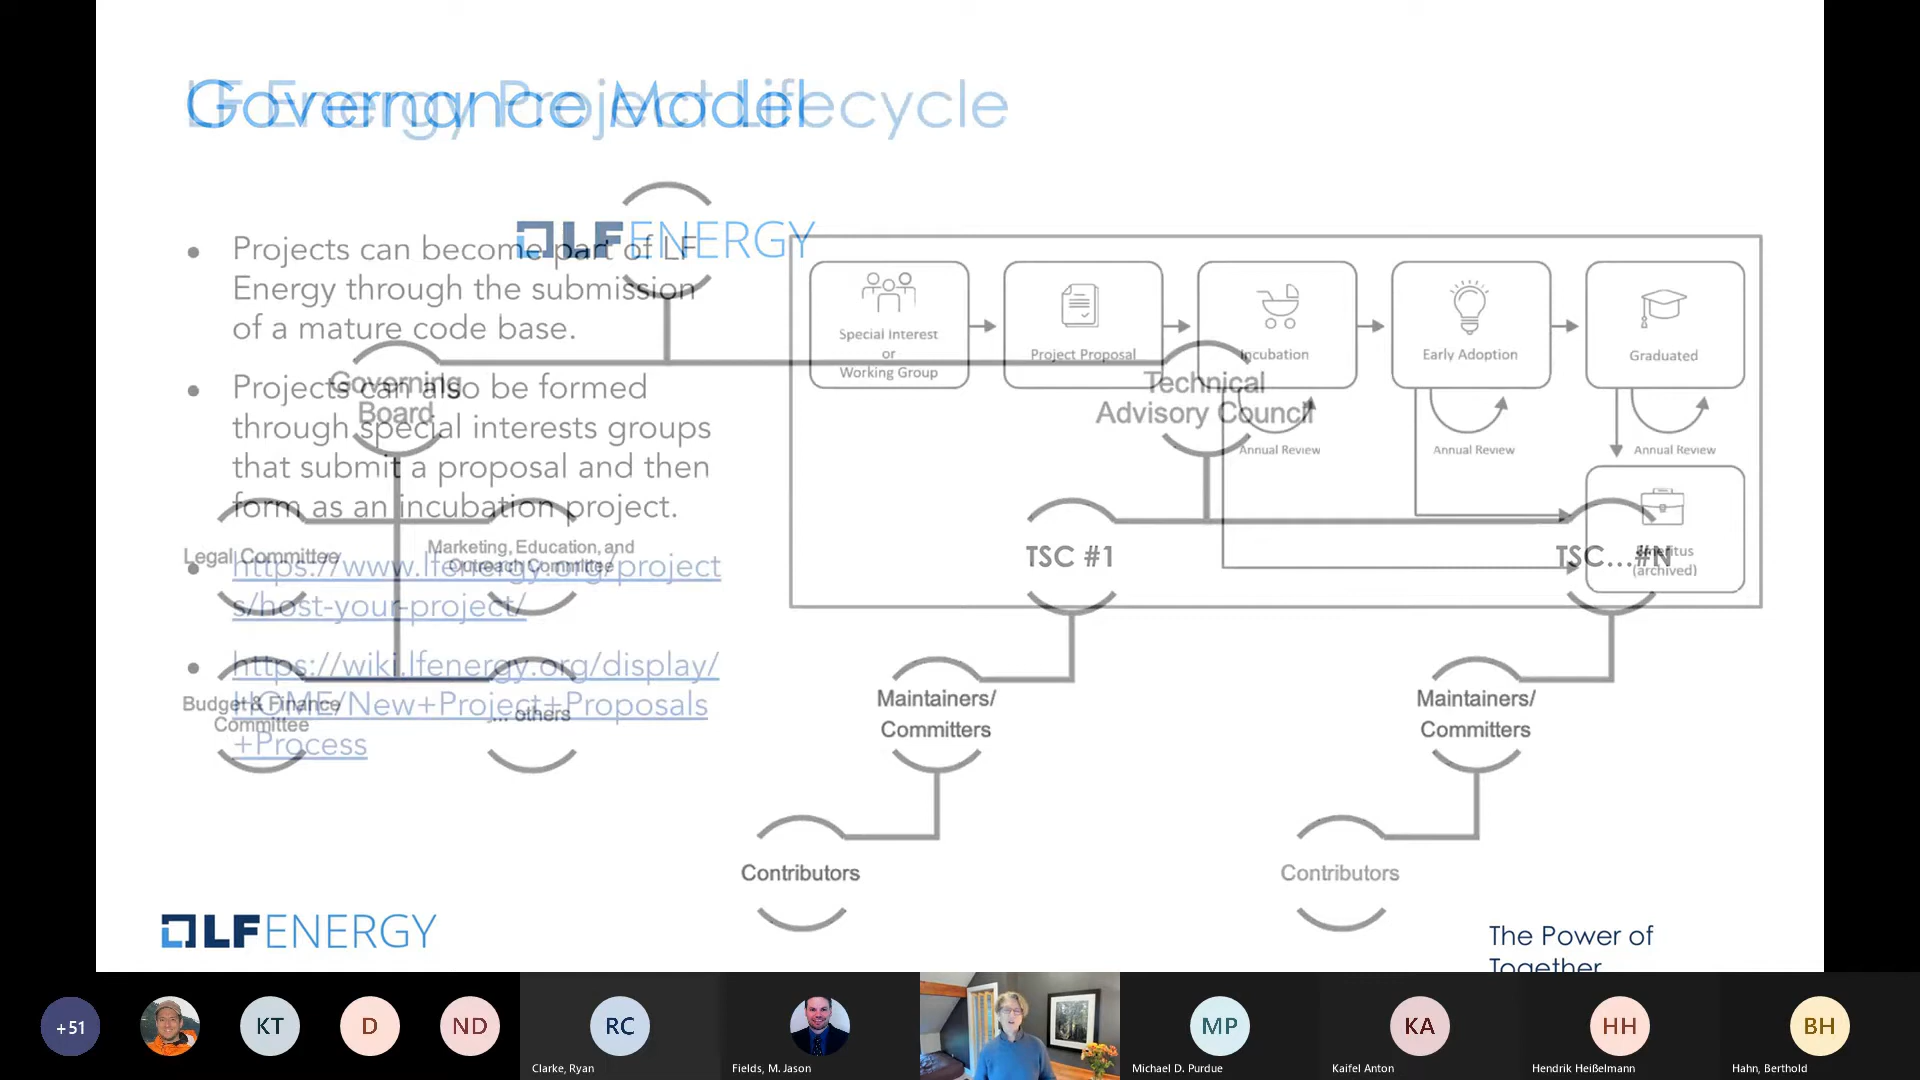 Governance Model
LF Energy Project Lifecycle
LF ENERGY
Projects can become part of LF
Energy through the submission
of a mature code base.
Projects can also be formed
through special interests groups
that submit a proposal and then
form as an incubation project.
https://www.lfenergy.org/project
s/host-your-project/
https://wiki.lfenergy.org/display/
HOME/New+Project+Proposals
+Process
Special Interest
or
Working Group
Project Proposal
Incubation
Early Adoption
Graduated
Annual Review
Annual Review
Annual Review
Emeritus
(archived)
Governing
Board
Technical
Advisory Council
Legal Committee
Marketing, Education, and
Outreach Committee
Budget & Finance
Committee
... others
TSC #1
TSC...#N
Maintainers/
Committers
Maintainers/
Committers
Contributors
Contributors
LF ENERGY
The Power of
Together
+51
KT
D
ND
RC
MP
KA
HH
BH
Clarke, Ryan
Fields, M. Jason
Michael D. Purdue
Kaifel Anton
Hendrik Heißelmann
Hahn, Berthold